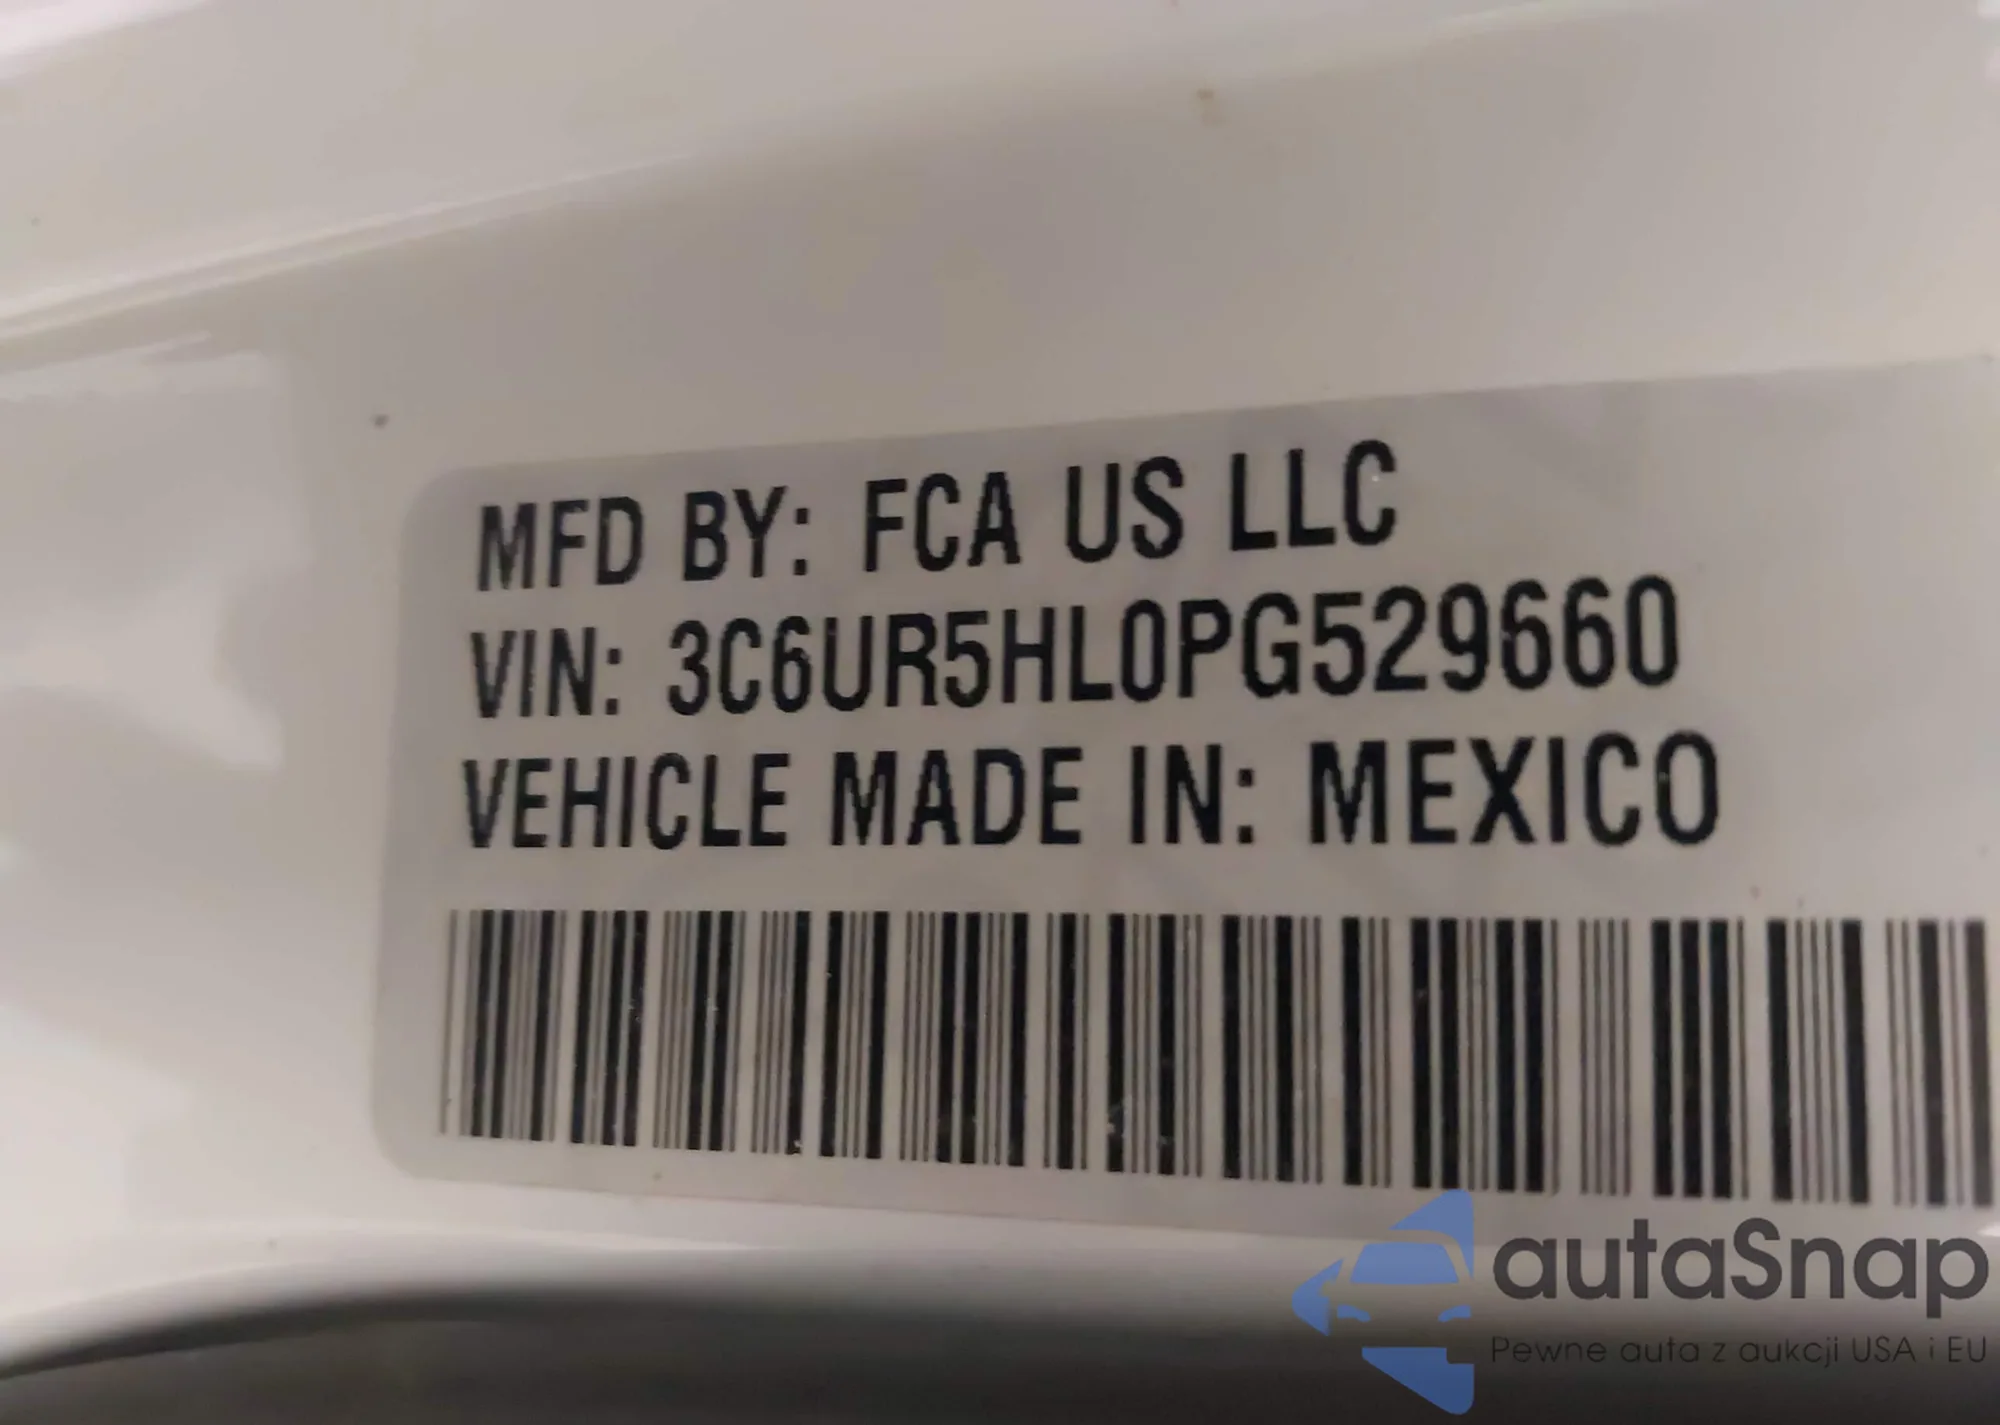 MFD BY: FCA US LLC
VIN: 3C6UR5HL0PG529660
VEHICLE MADE IN: MEXICO
autaSnap
Pewne auta z aukcji USA i EU